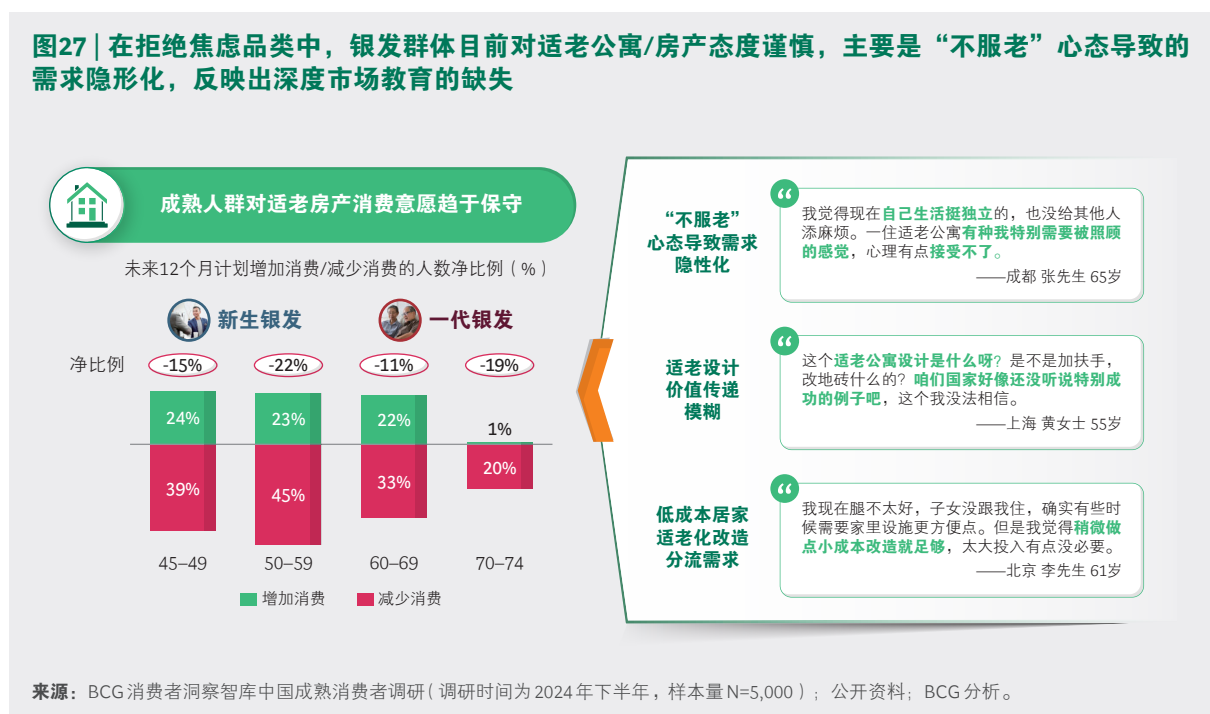 图27 | 在拒绝焦虑品类中，银发群体目前对适老公寓/房产态度谨慎，主要是“不服老”心态导致的
需求隐形化，反映出深度市场教育的缺失
成熟人群对适老房产消费意愿趋于保守
未来12个月计划增加消费/减少消费的人数净比例（%）
新生银发
一代银发
净比例
-15%
-22%
-11%
-19%
24%
23%
22%
1%
39%
45%
33%
20%
45–49
50–59
60–69
70–74
增加消费
减少消费
“不服老”
心态导致需求
隐性化
我觉得现在自己生活挺独立的，也没给其他人
添麻烦。一住适老公寓有种我特别需要被照顾
的感觉，心理有点接受不了。
——成都 张先生 65岁
适老设计
价值传递
模糊
这个适老公寓设计是什么呀？是不是加扶手，
改地砖什么的？咱们国家好像还没听说特别成
功的例子吧，这个我没法相信。
——上海 黄女士 55岁
低成本居家
适老化改造
分流需求
我现在腿不太好，子女没跟我住，确实有些时
候需要家里设施更方便点。但是我觉得稍微做
点小成本改造就足够，太大投入有点没必要。
——北京 李先生 61岁
来源：BCG消费者洞察智库中国成熟消费者调研（调研时间为2024年下半年，样本量N=5,000）；公开资料；BCG分析。